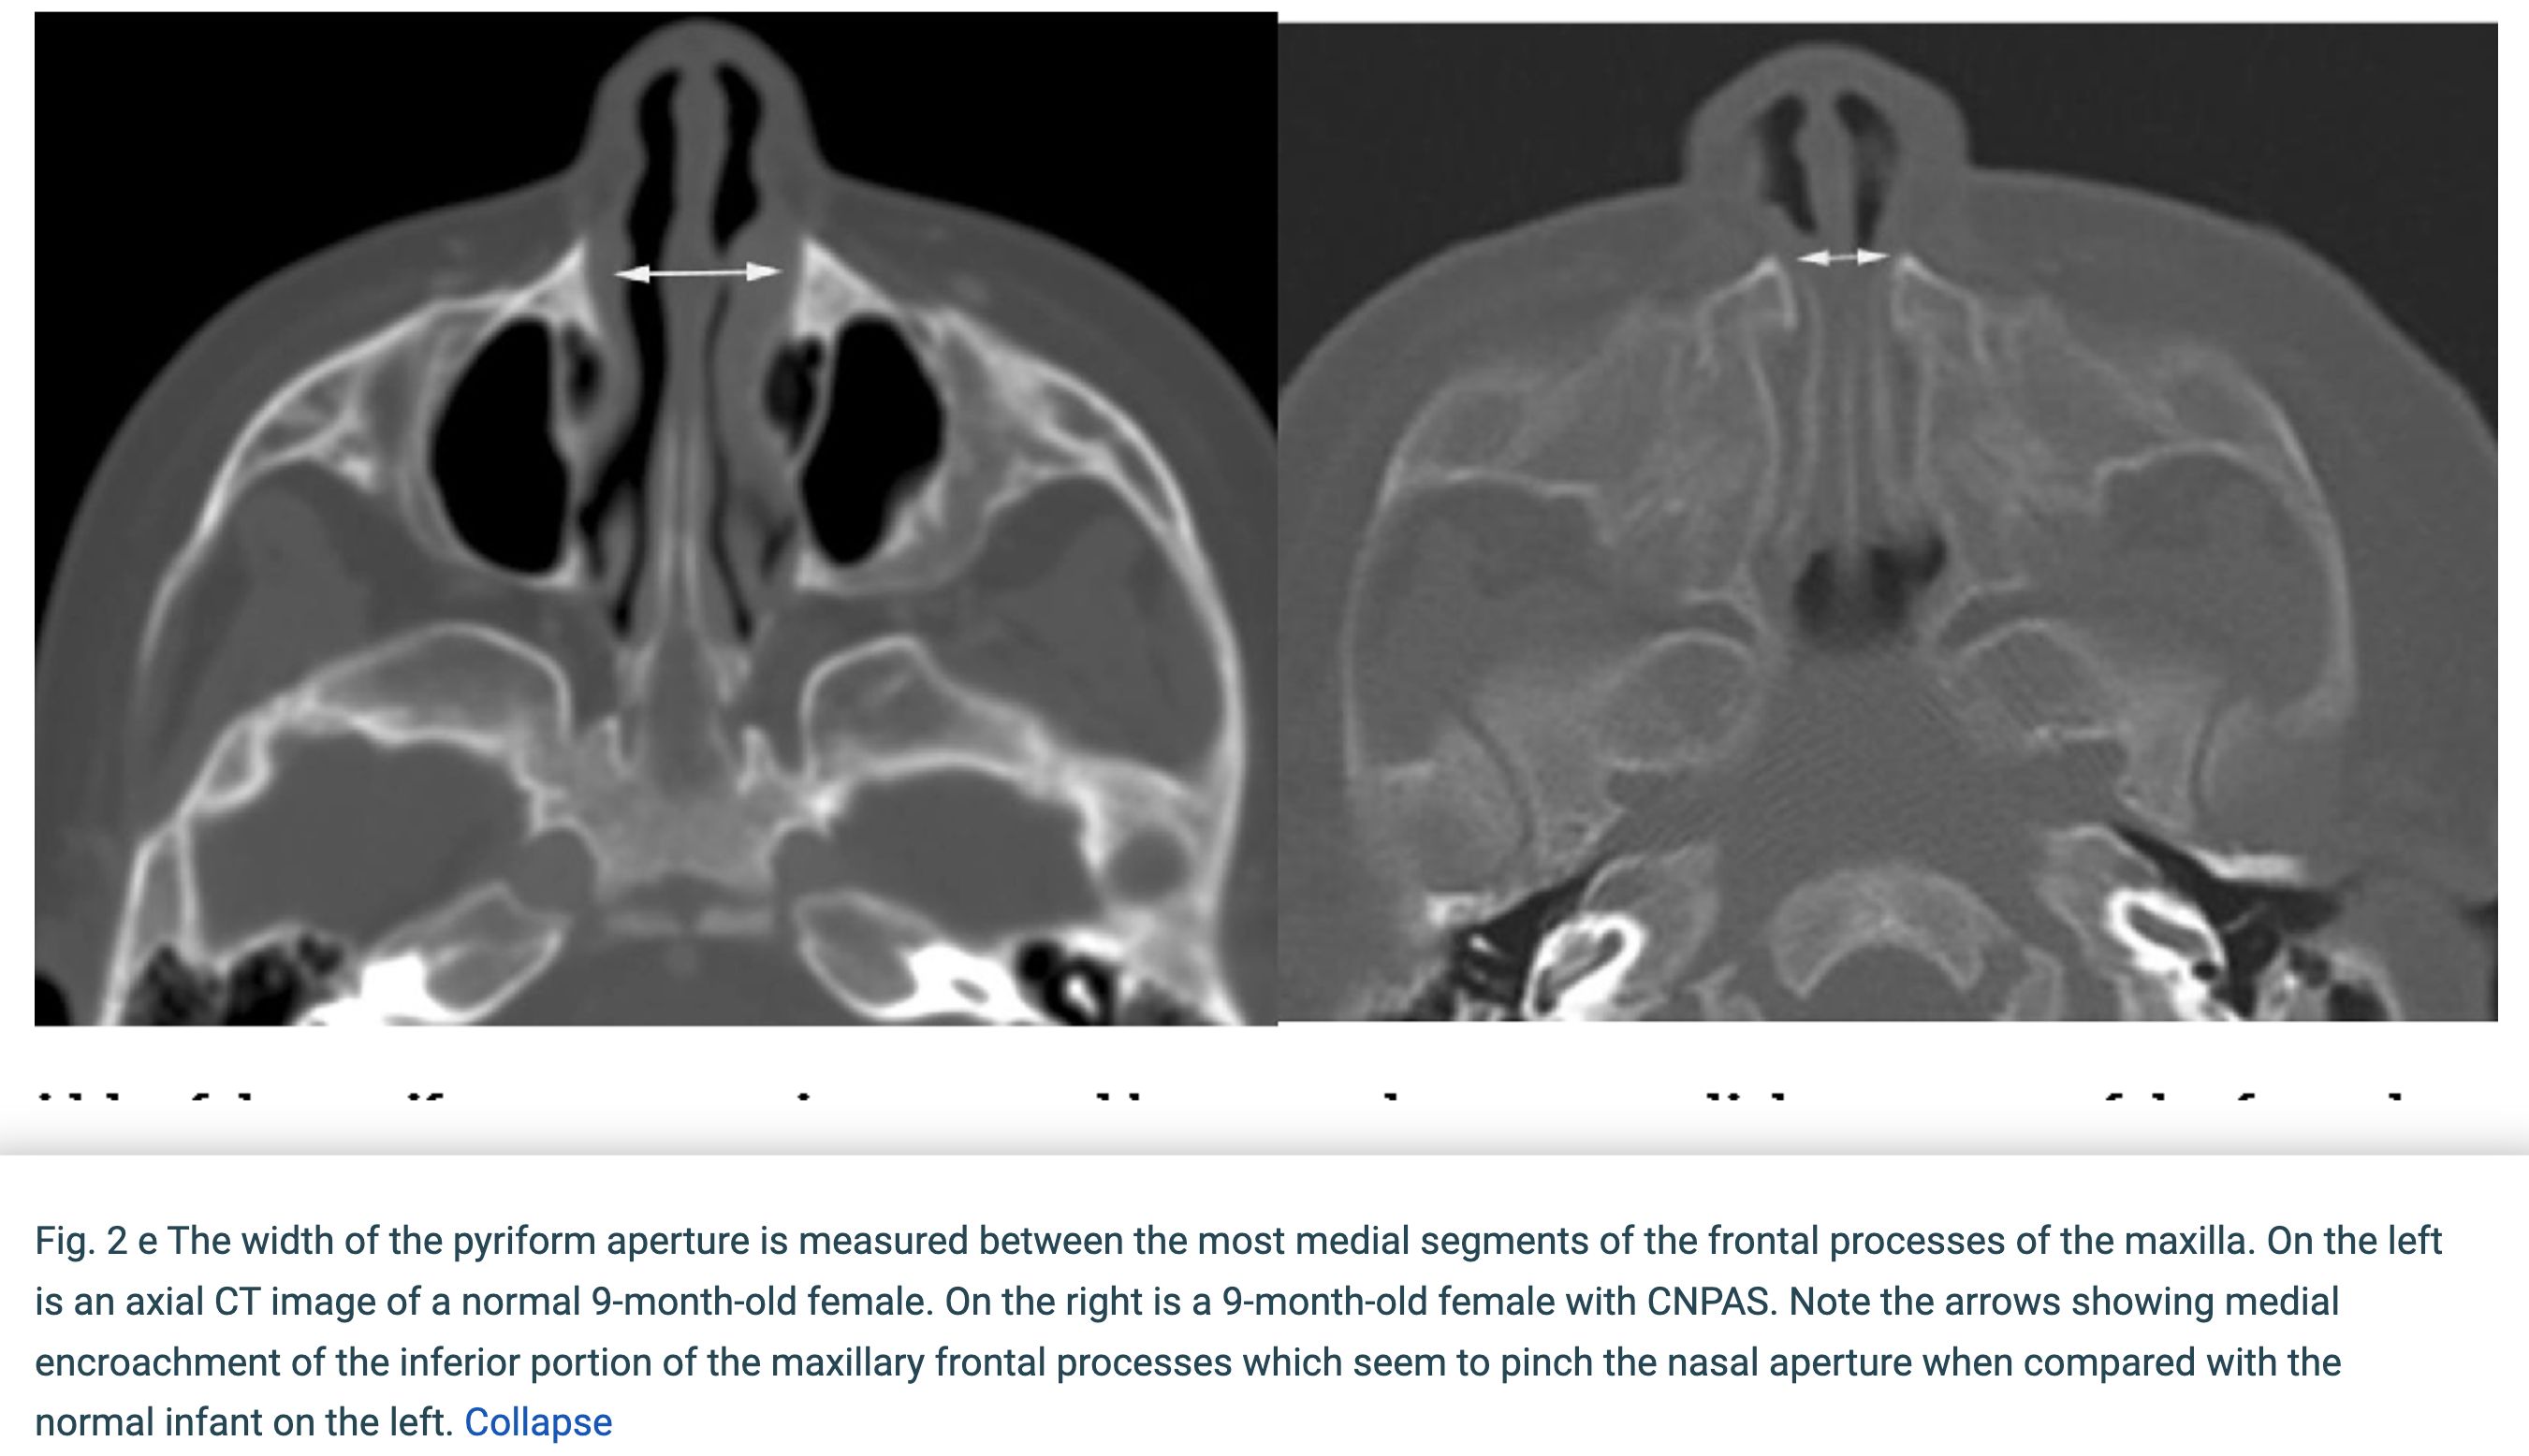 Fig. 2 e The width of the pyriform aperture is measured between the most medial segments of the frontal processes of the maxilla. On the left
is an axial CT image of a normal 9-month-old female. On the right is a 9-month-old female with CNPAS. Note the arrows showing medial
encroachment of the inferior portion of the maxillary frontal processes which seem to pinch the nasal aperture when compared with the
normal infant on the left. Collapse